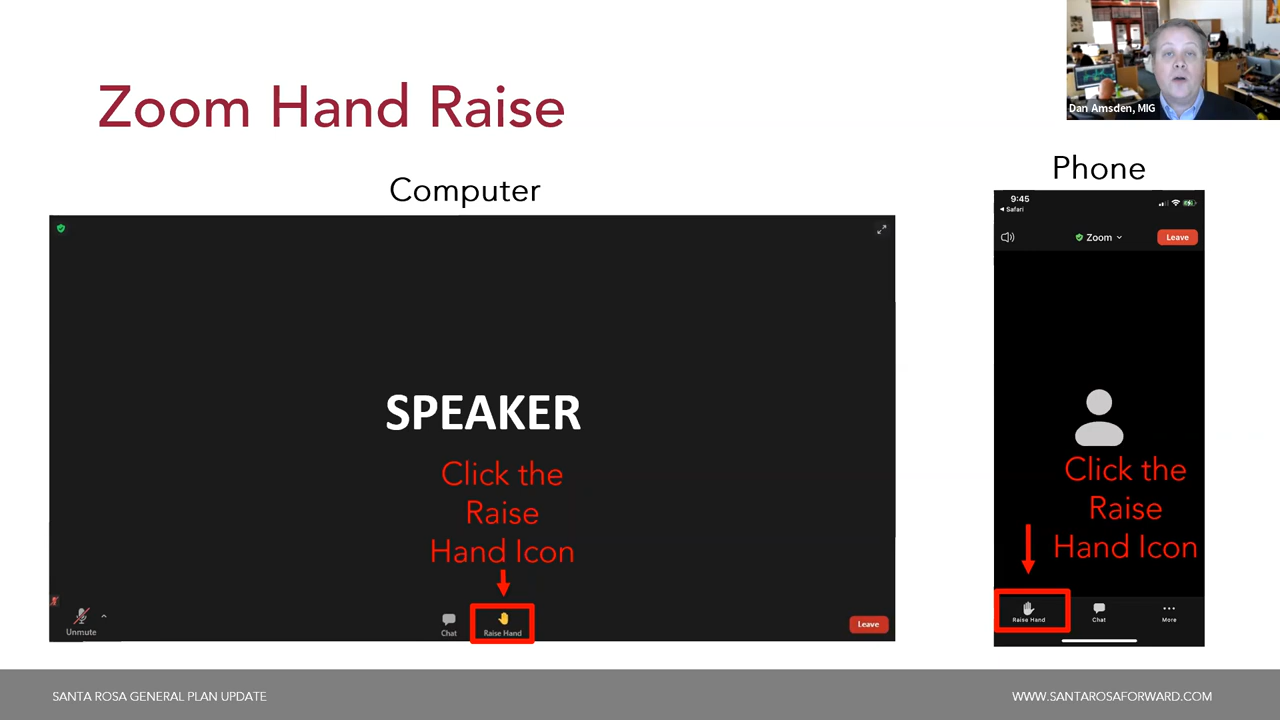 Zoom Hand Raise
Dan Amsden, MIG
Computer
Phone
SPEAKER
Click the
Raise
Hand Icon
Unmute
Chat
Raise Hand
Leave
9:45
Safari
Zoom
Leave
Click the
Raise
Hand Icon
Raise Hand
Chat
More
SANTA ROSA GENERAL PLAN UPDATE
WWW.SANTAROSAFORWARD.COM